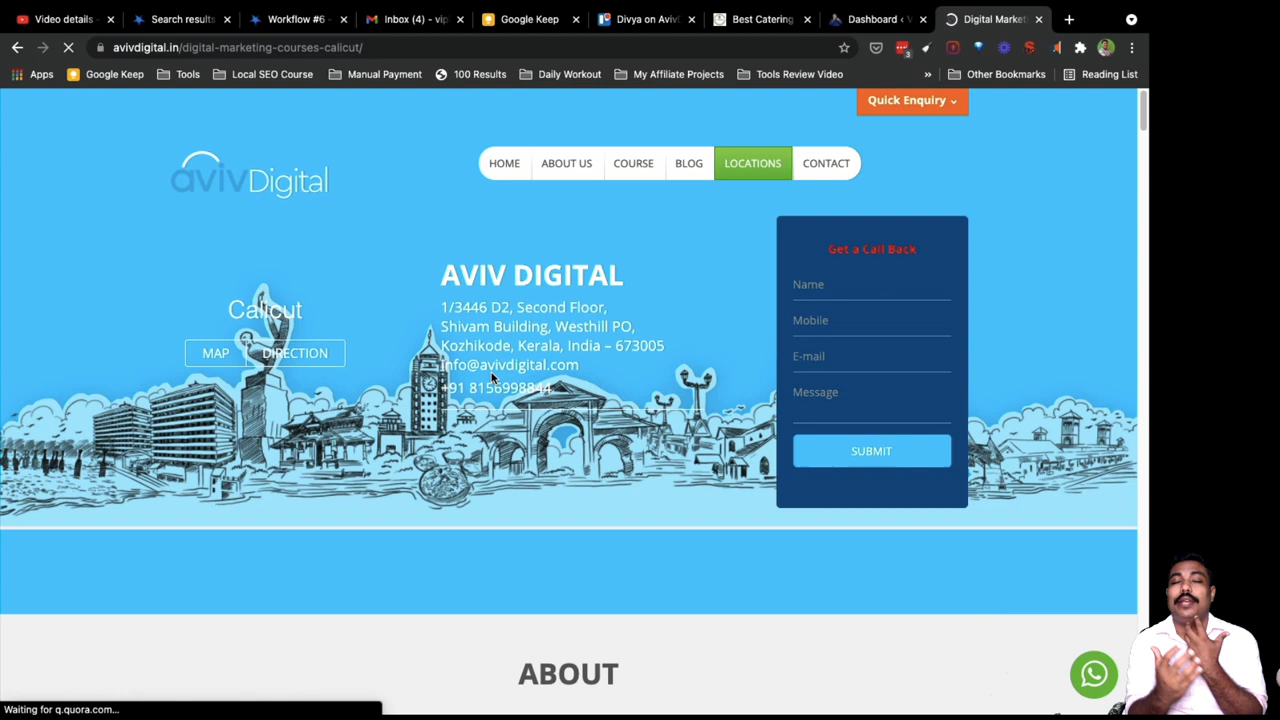 Video details
Search results
Workflow #6 -
Inbox (4) - vip
Google Keep
Divya on Aviv
Best Catering
Dashboard ‹
Digital Market
avivdigital.in/digital-marketing-courses-calicut/
3
Apps
Google Keep
Tools
Local SEO Course
Manual Payment
100 Results
Daily Workout
My Affiliate Projects
Tools Review Video
»
Other Bookmarks
Reading List
Quick Enquiry
avivDigital
HOME
ABOUT US
COURSE
BLOG
LOCATIONS
CONTACT
Get a Call Back
Name
Mobile
E-mail
Message
SUBMIT
Calicut
MAP
DIRECTION
AVIV DIGITAL
1/3446 D2, Second Floor,
Shivam Building, Westhill PO,
Kozhikode, Kerala, India – 673005
info@avivdigital.com
+91 8156998844
ABOUT
Waiting for q.quora.com...